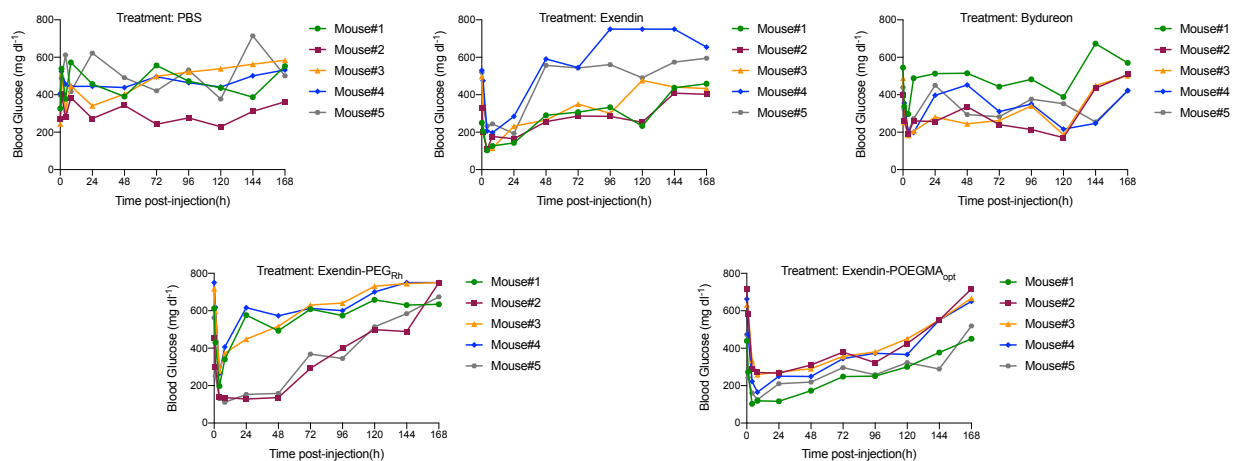 Treatment: PBS
800
600
400
200
0
Blood Glucose (mg dl-1)
0 24 48 72 96 120 144 168
Time post-injection(h)
Mouse#1
Mouse#2
Mouse#3
Mouse#4
Mouse#5
Treatment: Exendin
800
600
400
200
0
Blood Glucose (mg dl-1)
0 24 48 72 96 120 144 168
Time post-injection(h)
Mouse#1
Mouse#2
Mouse#3
Mouse#4
Mouse#5
Treatment: Bydureon
800
600
400
200
0
Blood Glucose (mg dl-1)
0 24 48 72 96 120 144 168
Time post-injection(h)
Mouse#1
Mouse#2
Mouse#3
Mouse#4
Mouse#5
Treatment: Exendin-PEGRh
800
600
400
200
0
Blood Glucose (mg dl-1)
0 24 48 72 96 120 144 168
Time post-injection(h)
Mouse#1
Mouse#2
Mouse#3
Mouse#4
Mouse#5
Treatment: Exendin-POEGMAopt
800
600
400
200
0
Blood Glucose (mg dl-1)
0 24 48 72 96 120 144 168
Time post-injection(h)
Mouse#1
Mouse#2
Mouse#3
Mouse#4
Mouse#5